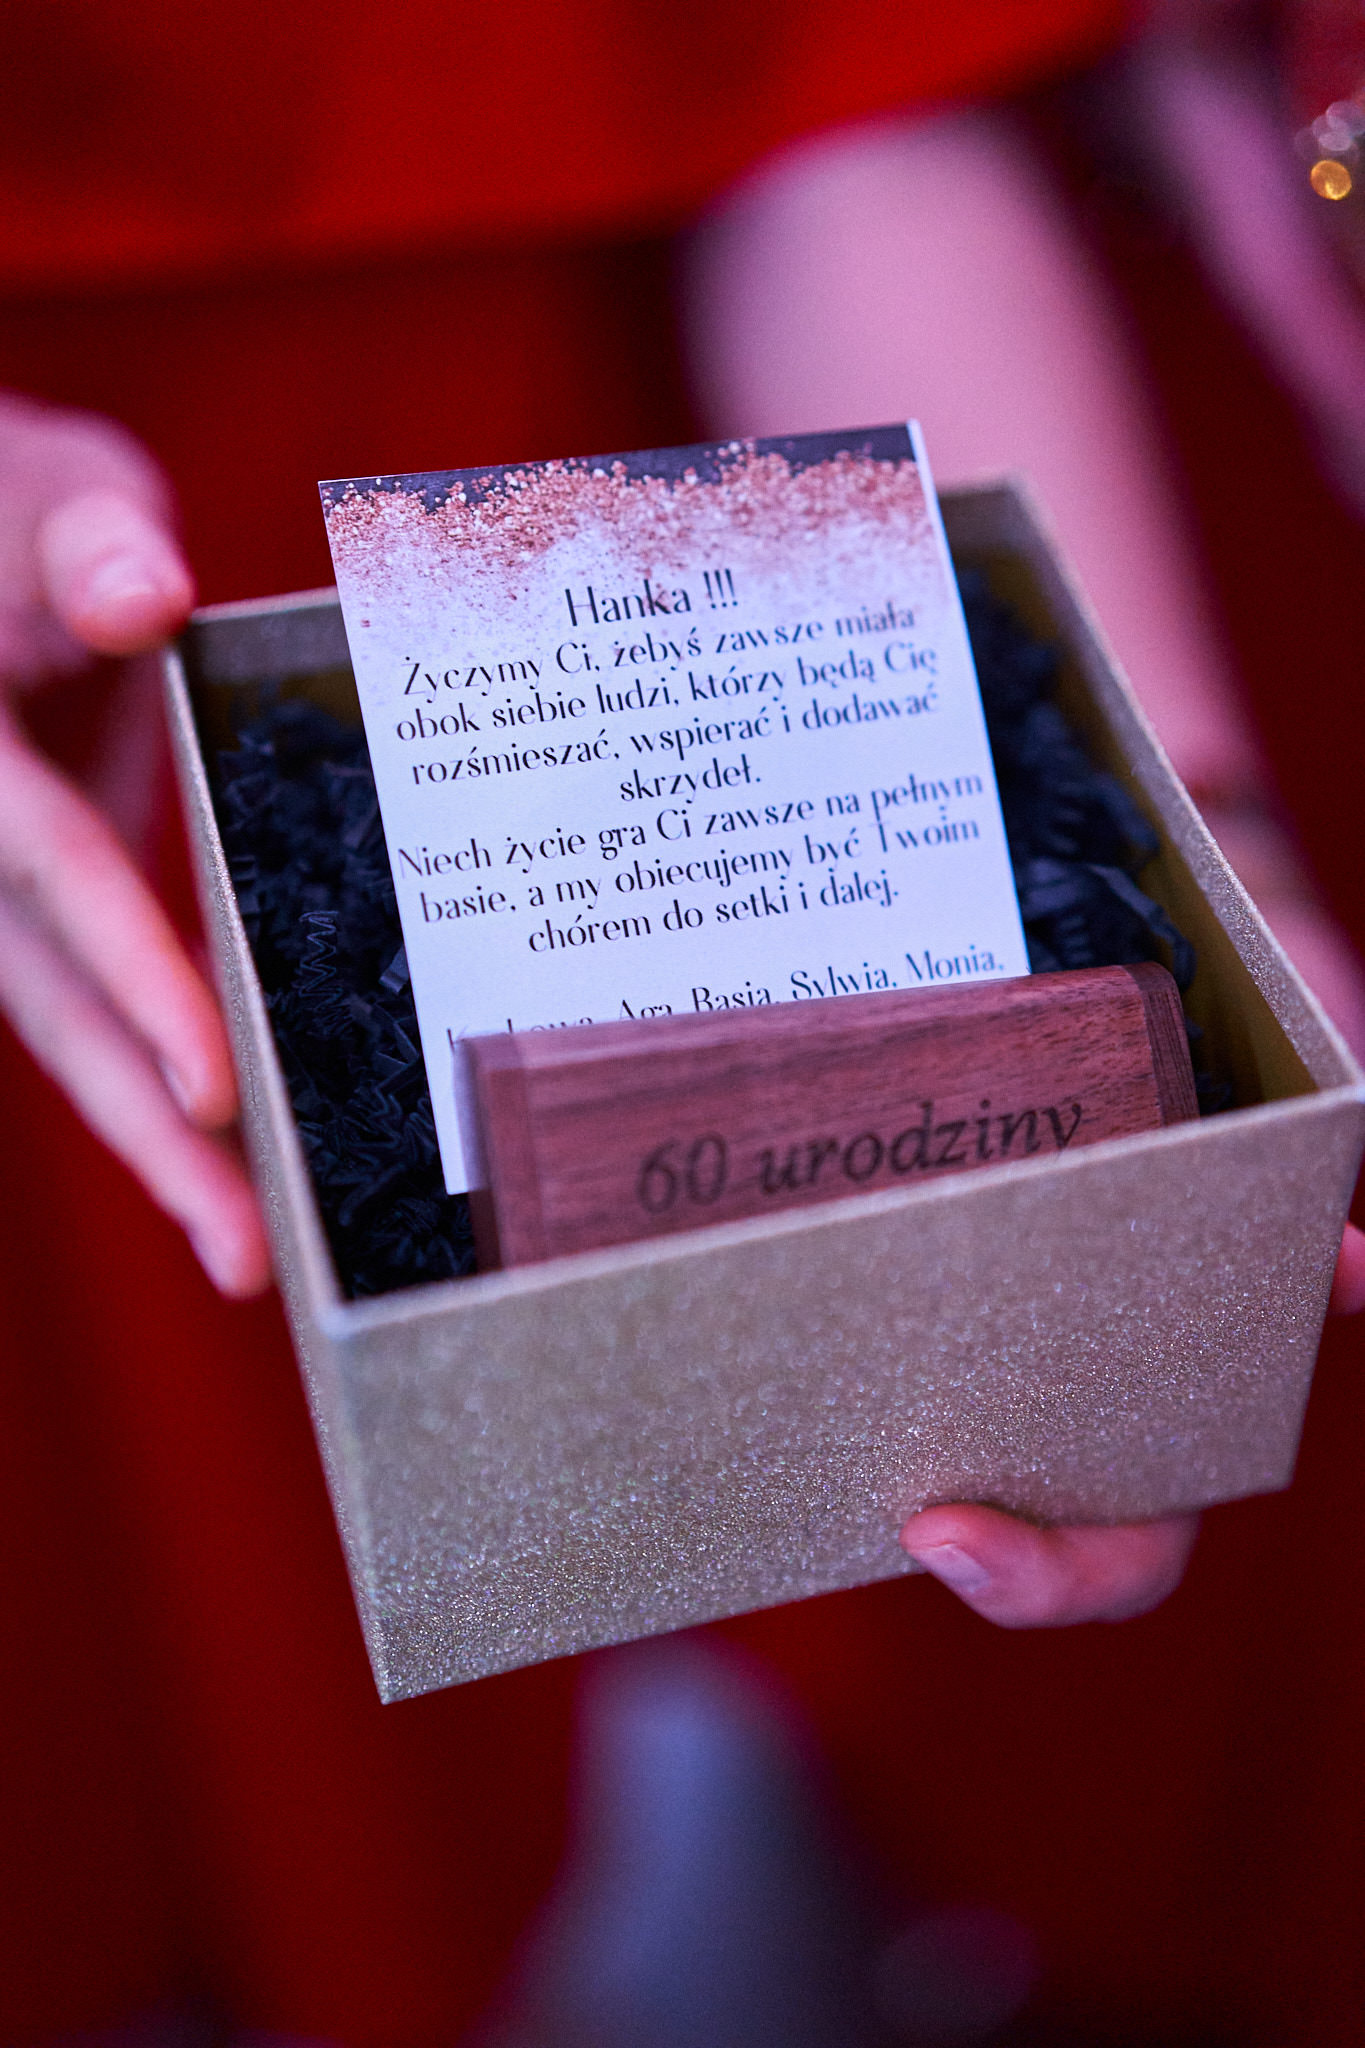 Hanka !!!
Życzymy Ci, żebyś zawsze miała
obok siebie ludzi, którzy będą Cię
rozśmieszać, wspierać i dodawać
skrzydeł.
Niech życie gra Ci zawsze na pełnym
basie, a my obiecujemy być Twoim
chórem do setki i dalej.
Aga, Basia, Sylwia, Monia,
60 urodziny